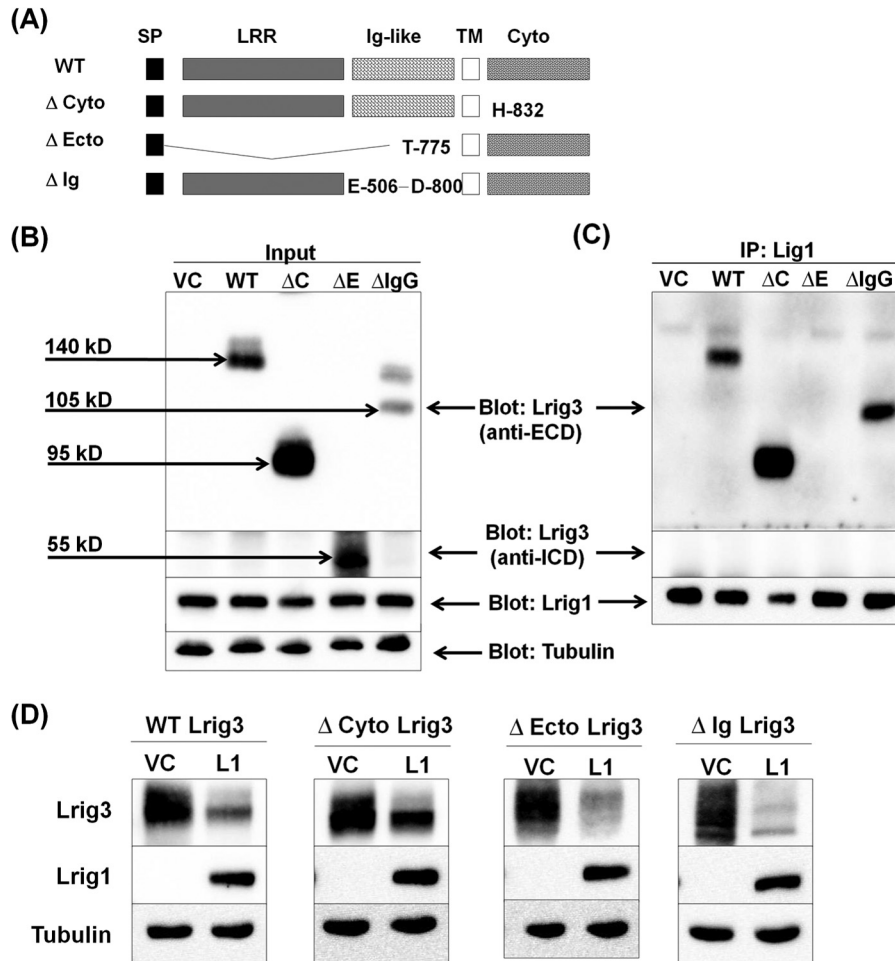 (A)
SP LRR Ig-like TM Cyto
WT
Δ Cyto H-832
Δ Ecto T-775
Δ Ig E-506–D-800
(B)
Input
VC WT ΔC ΔE ΔIgG
140 kD
105 kD
95 kD
55 kD
Blot: Lrig3
(anti-ECD)
Blot: Lrig3
(anti-ICD)
Blot: Lrig1
Blot: Tubulin
(C)
IP: Lig1
VC WT ΔC ΔE ΔIgG
(D)
WT Lrig3 Δ Cyto Lrig3 Δ Ecto Lrig3 Δ Ig Lrig3
VC L1 VC L1 VC L1 VC L1
Lrig3
Lrig1
Tubulin